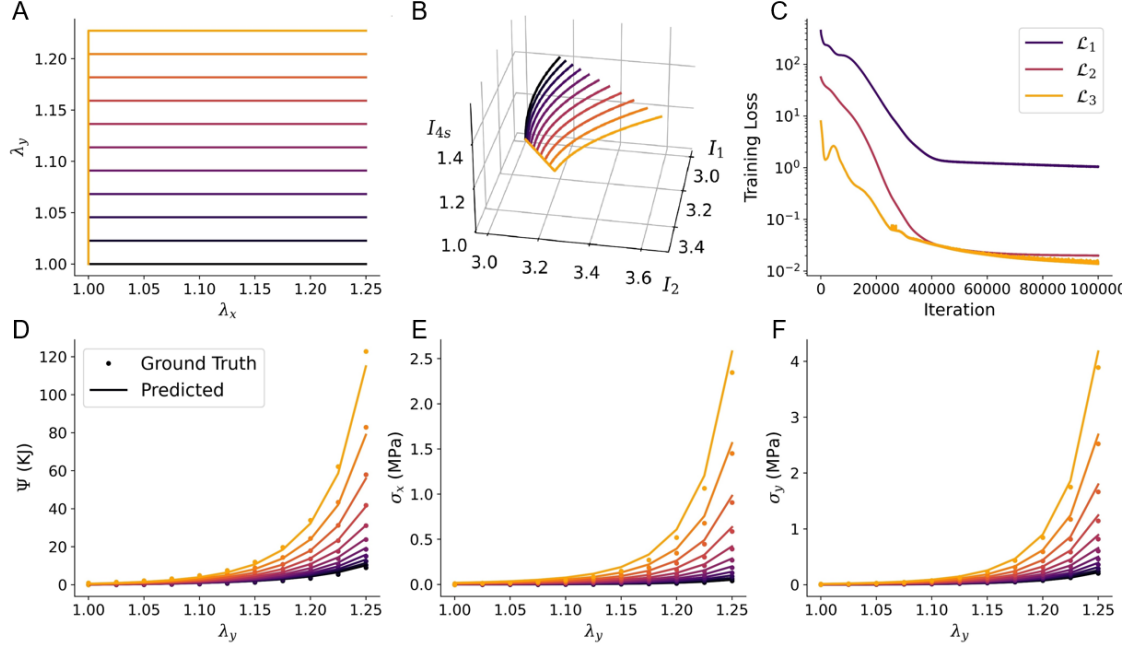 A
λy
1.20
1.15
1.10
1.05
1.00
1.00 1.05 1.10 1.15 1.20 1.25
λx
B
I4s
1.4
1.2
1.0
3.0 3.2 3.4 3.6
I2
I1
3.0
3.2
3.4
C
Training Loss
10²
10¹
10⁰
10⁻¹
10⁻²
ℒ1
ℒ2
ℒ3
0 20000 40000 60000 80000 100000
Iteration
D
Ψ (KJ)
120
100
80
60
40
20
0
Ground Truth
Predicted
1.00 1.05 1.10 1.15 1.20 1.25
λy
E
σx (MPa)
2.5
2.0
1.5
1.0
0.5
0.0
1.00 1.05 1.10 1.15 1.20 1.25
λy
F
σy (MPa)
4
3
2
1
0
1.00 1.05 1.10 1.15 1.20 1.25
λy